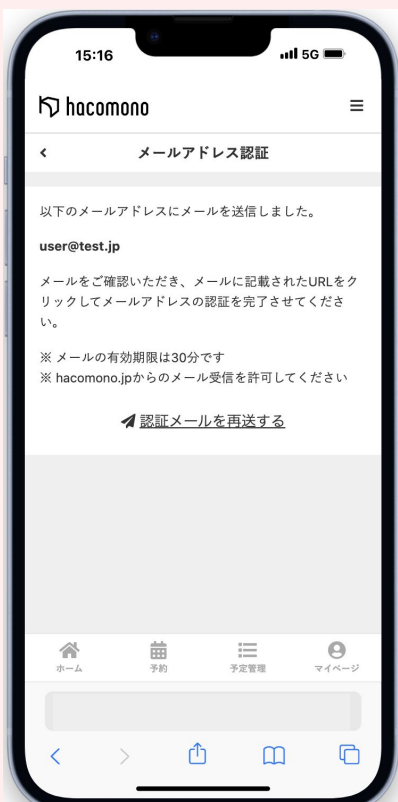 15:16
5G
hacomono
メールアドレス認証
以下のメールアドレスにメールを送信しました。
user@test.jp
メールをご確認いただき、メールに記載されたURLをク
リックしてメールアドレスの認証を完了させてくださ
い。
※ メールの有効期限は30分です
※ hacomono.jpからのメール受信を許可してください
認証メールを再送する
ホーム
予約
予定管理
マイページ